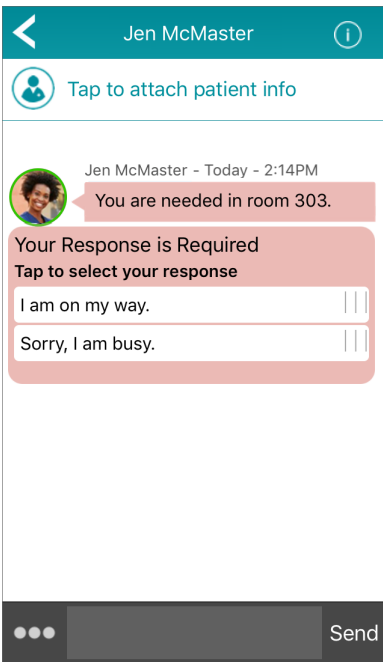 Jen McMaster
Tap to attach patient info
Jen McMaster - Today - 2:14PM
You are needed in room 303.
Your Response is Required
Tap to select your response
I am on my way.
Sorry, I am busy.
Send